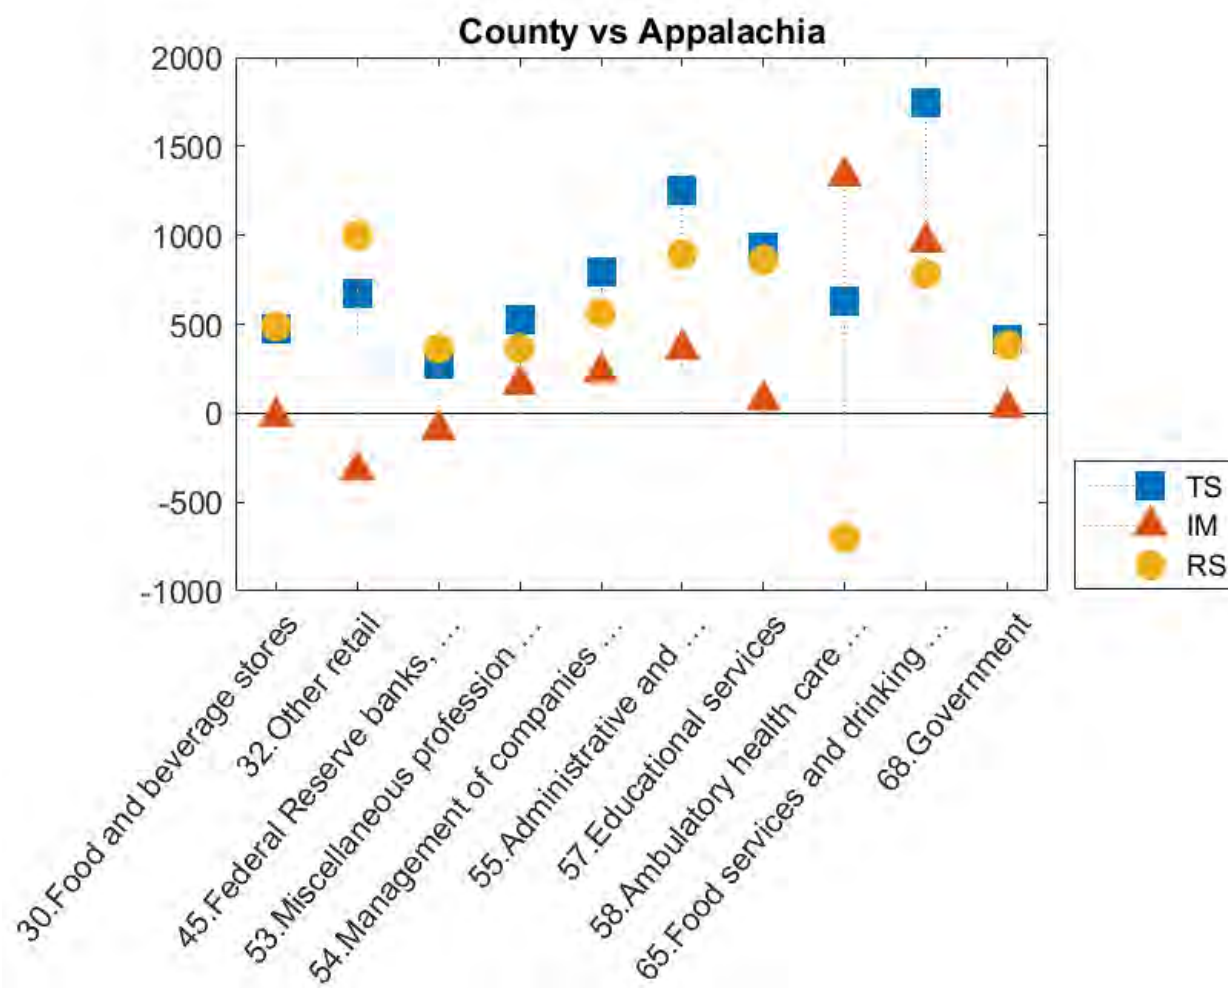 County vs Appalachia
2000
1500
1000
500
0
-500
-1000
TS
IM
RS
30.Food and beverage stores
32.Other retail
45.Federal Reserve banks, ...
53.Miscellaneous profession ...
54.Management of companies ...
55.Administrative and ...
57.Educational services
58.Ambulatory health care ...
65.Food services and drinking ...
68.Government